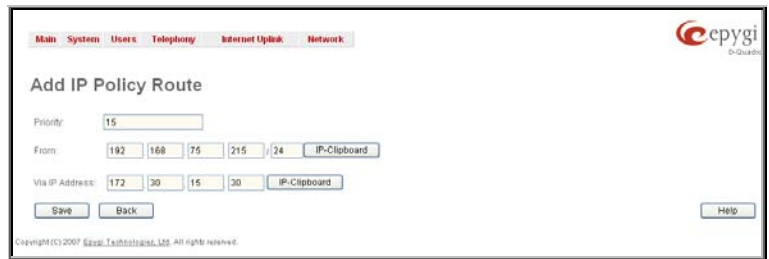 Main System Users Telephony Internet Uplink Network
epygi
D-Quadro
Add IP Policy Route
Priority: 15
From: 192 168 75 215 / 24 IP-Clipboard
Via IP Address: 172 30 15 30 IP-Clipboard
Save Back Help
Copyright (C) 2007 Epygi Technologies, Ltd. All rights reserved.